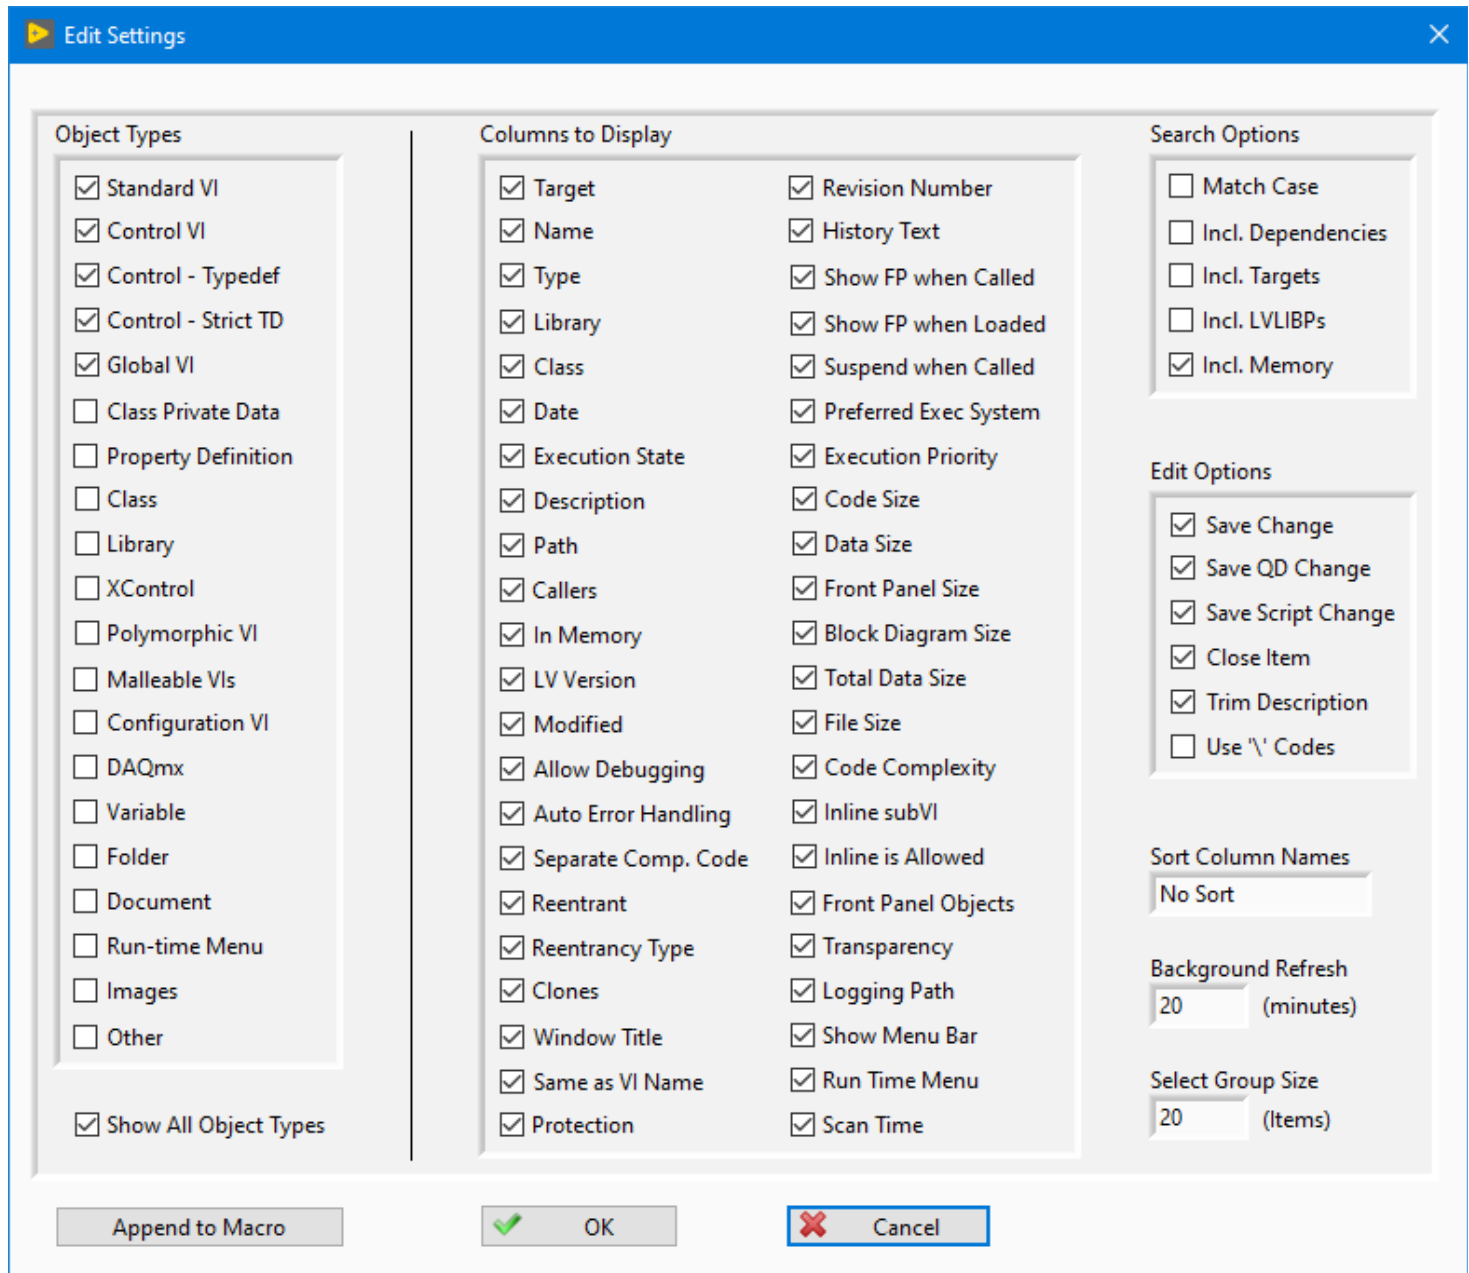 Edit Settings
Object Types
Standard VI
Control VI
Control - Typedef
Control - Strict TD
Global VI
Class Private Data
Property Definition
Class
Library
XControl
Polymorphic VI
Malleable VIs
Configuration VI
DAQmx
Variable
Folder
Document
Run-time Menu
Images
Other
Show All Object Types
Columns to Display
Target
Name
Type
Library
Class
Date
Execution State
Description
Path
Callers
In Memory
LV Version
Modified
Allow Debugging
Auto Error Handling
Separate Comp. Code
Reentrant
Reentrancy Type
Clones
Window Title
Same as VI Name
Protection
Revision Number
History Text
Show FP when Called
Show FP when Loaded
Suspend when Called
Preferred Exec System
Execution Priority
Code Size
Data Size
Front Panel Size
Block Diagram Size
Total Data Size
File Size
Code Complexity
Inline subVI
Inline is Allowed
Front Panel Objects
Transparency
Logging Path
Show Menu Bar
Run Time Menu
Scan Time
Search Options
Match Case
Incl. Dependencies
Incl. Targets
Incl. LVLIBPs
Incl. Memory
Edit Options
Save Change
Save QD Change
Save Script Change
Close Item
Trim Description
Use '\' Codes
Sort Column Names
No Sort
Background Refresh
20 (minutes)
Select Group Size
20 (Items)
Append to Macro
OK
Cancel